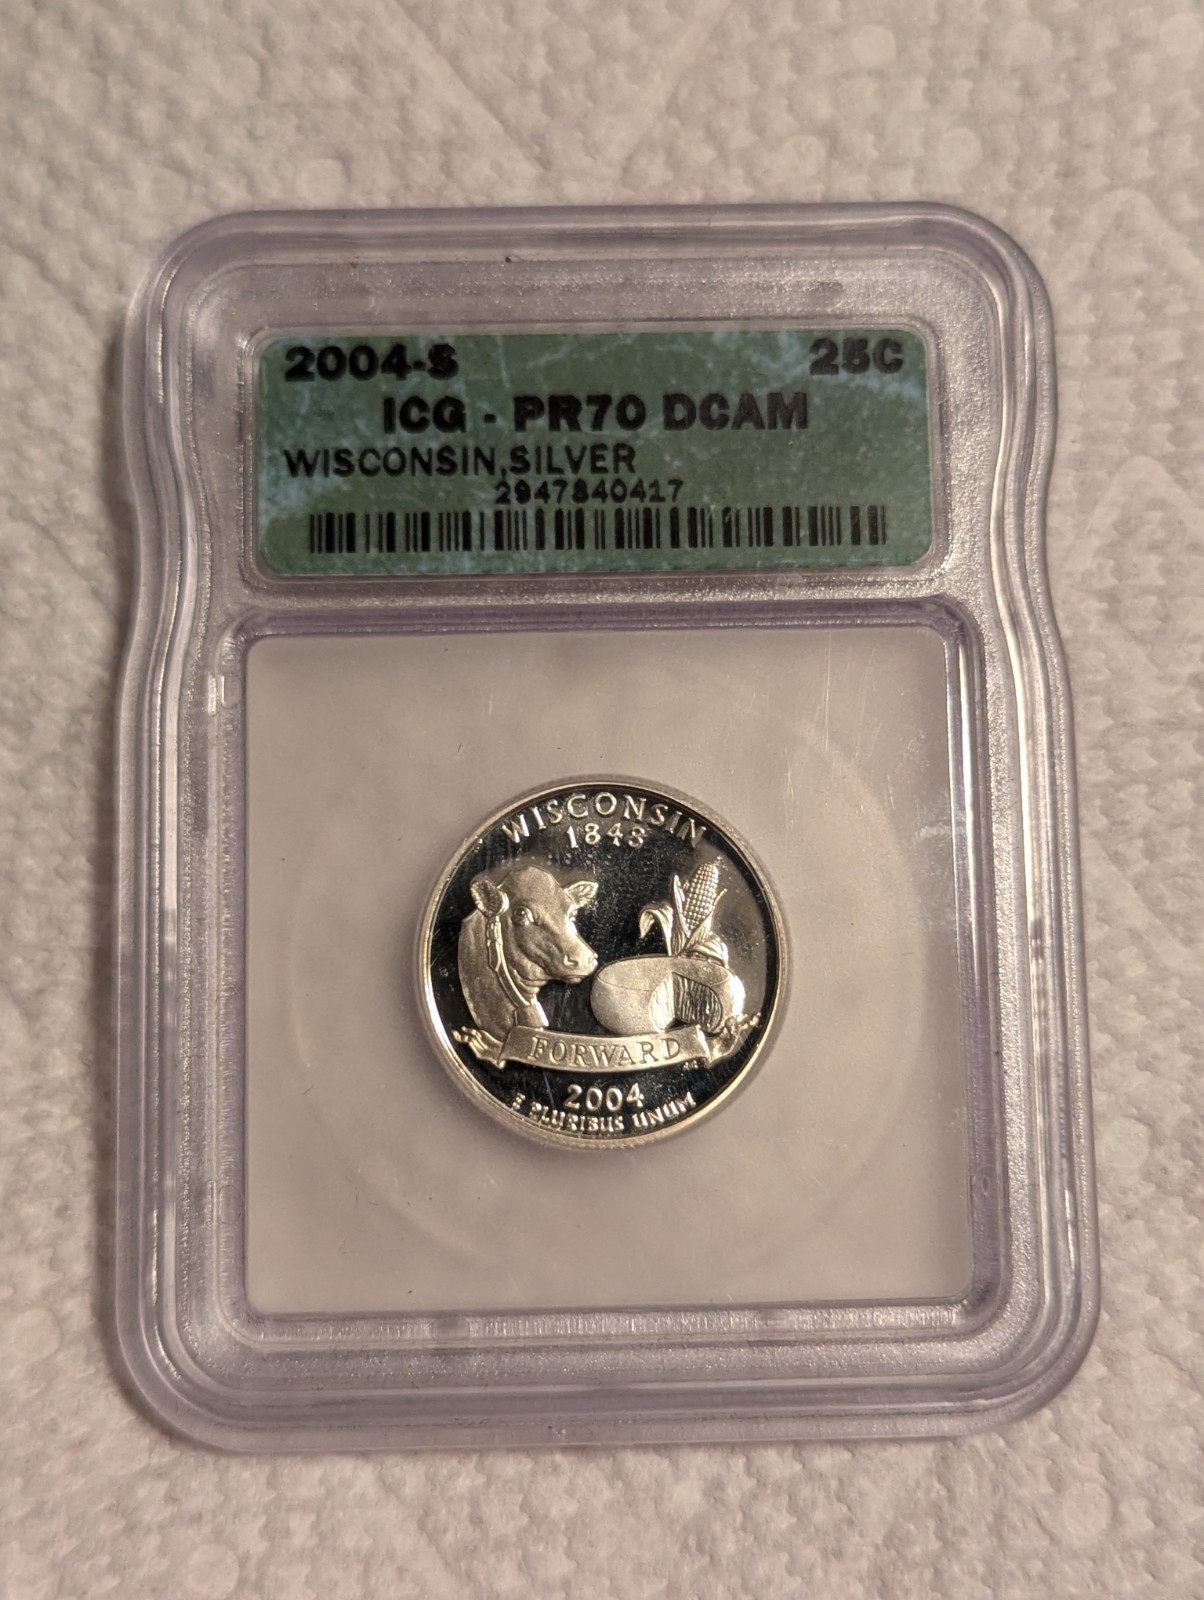 2004-S 25C
ICG - PR70 DCAM
WISCONSIN,SILVER
2947840417
WISCONSIN
1848
FORWARD
2004
E PLURIBUS UNUM